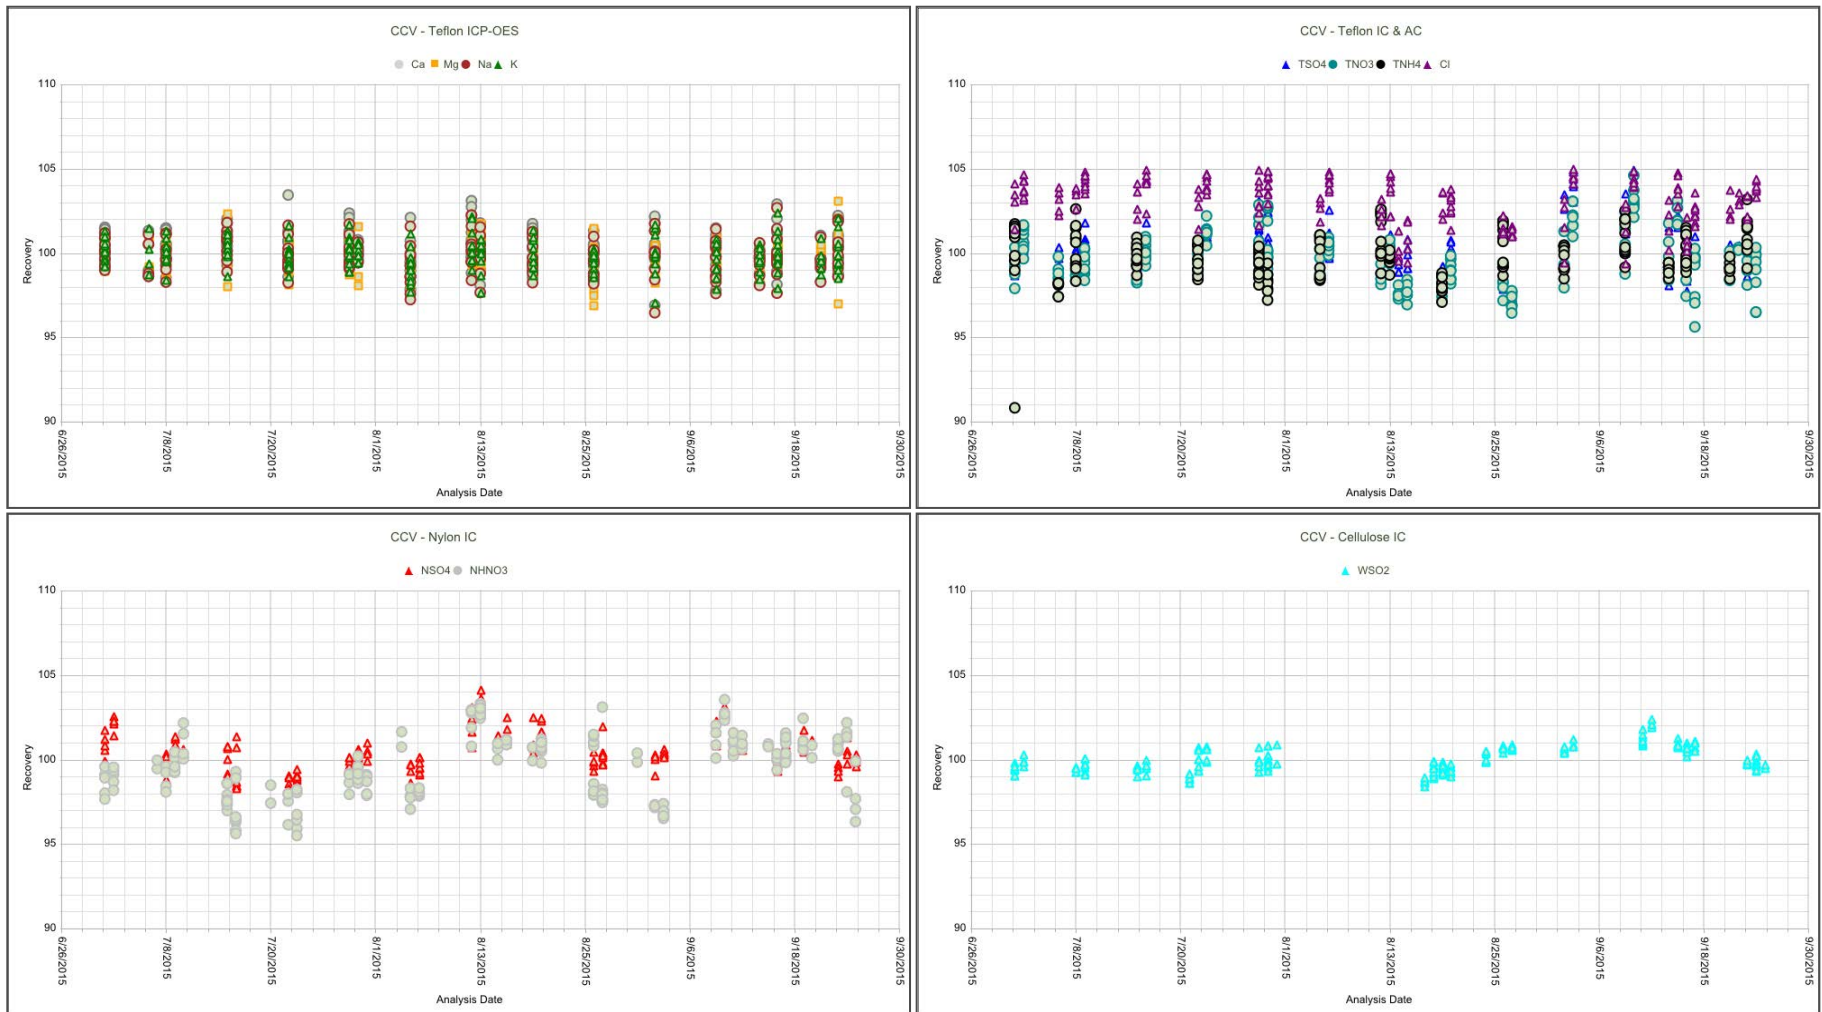 CCV - Teflon ICP-OES
Ca Mg Na K
110
105
100
95
90
Recovery
6/26/2015 7/8/2015 7/20/2015 8/1/2015 8/13/2015 8/25/2015 9/6/2015 9/18/2015 9/30/2015
Analysis Date
CCV - Teflon IC & AC
TSO4 TNO3 TNH4 Cl
110
105
100
95
90
Recovery
6/26/2015 7/8/2015 7/20/2015 8/1/2015 8/13/2015 8/25/2015 9/6/2015 9/18/2015 9/30/2015
Analysis Date
CCV - Nylon IC
NSO4 NHNO3
110
105
100
95
90
Recovery
6/26/2015 7/8/2015 7/20/2015 8/1/2015 8/13/2015 8/25/2015 9/6/2015 9/18/2015 9/30/2015
Analysis Date
CCV - Cellulose IC
WSO2
110
105
100
95
90
Recovery
6/26/2015 7/8/2015 7/20/2015 8/1/2015 8/13/2015 8/25/2015 9/6/2015 9/18/2015 9/30/2015
Analysis Date